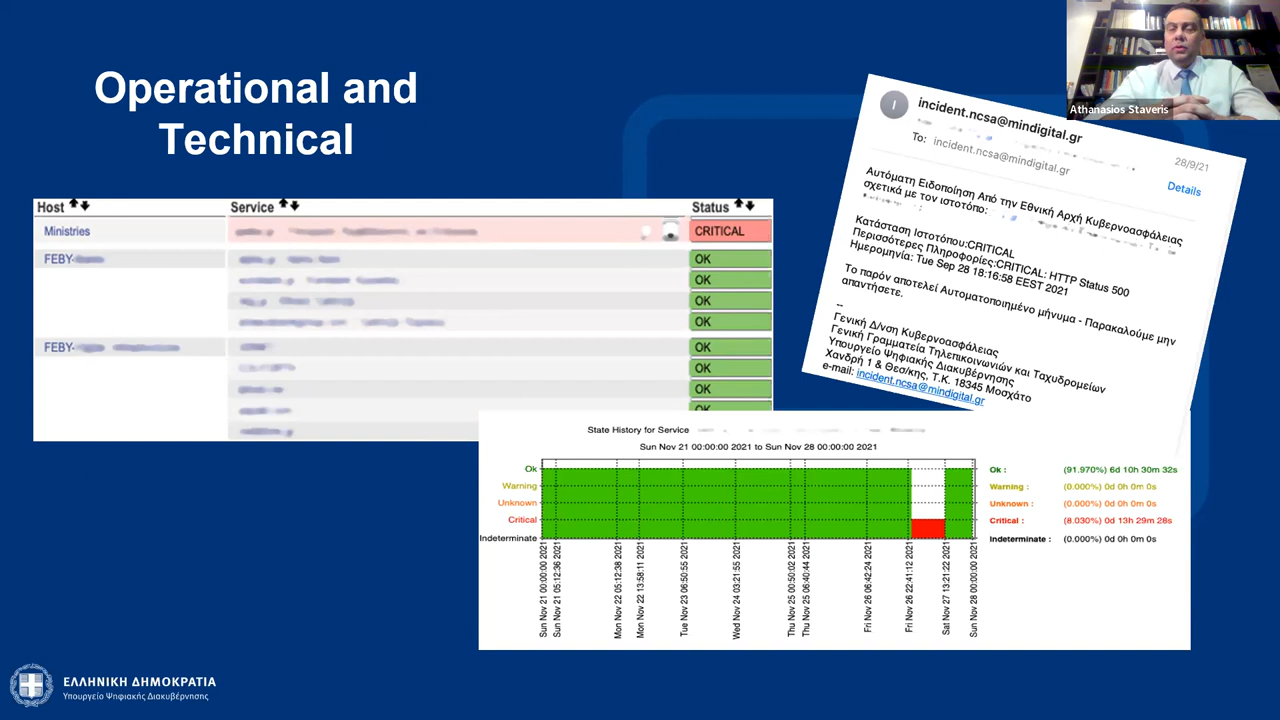 Operational and
Technical
Athanasios Staveris
Host Service Status
Ministries CRITICAL
FEBY- OK
OK
OK
OK
FEBY- OK
OK
OK
OK
I
incident.ncsa@mindigital.gr
To: incident.ncsa@mindigital.gr
28/9/21
Details
Αυτόματη Ειδοποίηση Από την Εθνική Αρχή Κυβερνοασφάλειας
σχετικά με τον ιστοτόπο:
Κατάσταση Ιστοτόπου:CRITICAL
Περισσότερες Πληροφορίες:CRITICAL: HTTP Status 500
Ημερομηνία: Tue Sep 28 18:16:58 EEST 2021
Το παρόν αποτελεί Αυτοματοποιημένο μήνυμα - Παρακαλούμε μην
απαντήσετε.
--
Γενική Δ/νση Κυβερνοασφάλειας
Γενική Γραμματεία Τηλεπικοινωνιών και Ταχυδρομείων
Υπουργείο Ψηφιακής Διακυβέρνησης
Χανδρή 1 & Θεσ/κης, Τ.Κ. 18345 Μοσχάτο
e-mail: incident.ncsa@mindigital.gr
State History for Service
Sun Nov 21 00:00:00 2021 to Sun Nov 28 00:00:00 2021
Ok
Warning
Unknown
Critical
Indeterminate
Ok : (91.970%) 6d 10h 30m 32s
Warning : (0.000%) 0d 0h 0m 0s
Unknown : (0.000%) 0d 0h 0m 0s
Critical : (8.030%) 0d 13h 29m 28s
Indeterminate : (0.000%) 0d 0h 0m 0s
Sun Nov 21 00:00:00 2021
Sun Nov 21 05:12:36 2021
Mon Nov 22 05:12:38 2021
Mon Nov 22 13:58:11 2021
Tue Nov 23 06:50:55 2021
Wed Nov 24 03:21:55 2021
Thu Nov 25 00:50:02 2021
Thu Nov 25 06:40:44 2021
Fri Nov 26 06:42:24 2021
Fri Nov 26 22:41:12 2021
Sat Nov 27 13:21:22 2021
Sun Nov 28 00:00:00 2021
ΕΛΛΗΝΙΚΗ ΔΗΜΟΚΡΑΤΙΑ
Υπουργείο Ψηφιακής Διακυβέρνησης